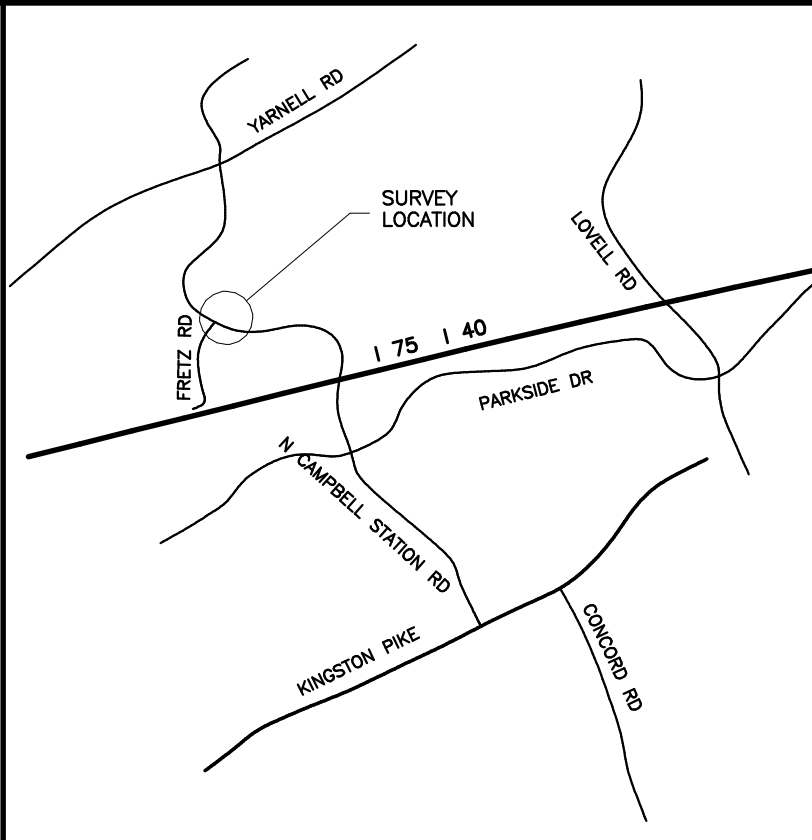 YARNELL RD
SURVEY
LOCATION
LOVELL RD
FRETZ RD
I 75 I 40
PARKSIDE DR
N CAMPBELL STATION RD
KINGSTON PIKE
CONCORD RD